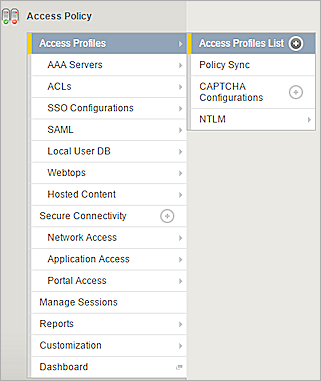 Access Policy
Access Profiles
AAA Servers
ACLs
SSO Configurations
SAML
Local User DB
Webtops
Hosted Content
Secure Connectivity
Network Access
Application Access
Portal Access
Manage Sessions
Reports
Customization
Dashboard
Access Profiles List
Policy Sync
CAPTCHA
Configurations
NTLM